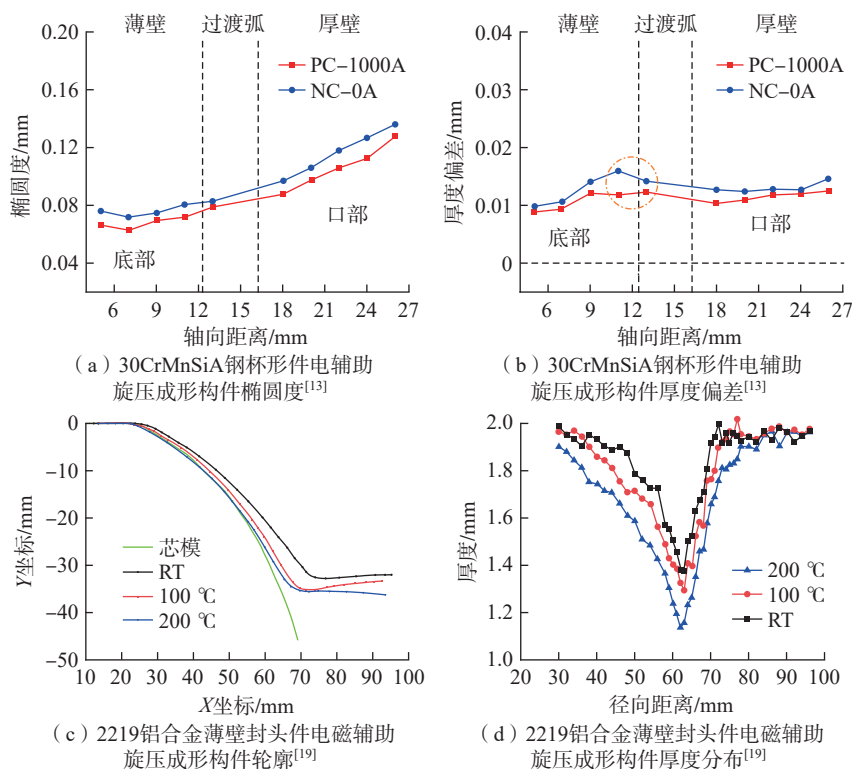 薄壁 过渡弧 厚壁
PC-1000A
NC-0A
0.20
0.16
0.12
0.08
0.04
椭圆度/mm
底部
口部
6 9 12 15 18 21 24 27
轴向距离/mm
(a)30CrMnSiA钢杯形件电辅助
旋压成形构件椭圆度[13]
薄壁 过渡弧 厚壁
PC-1000A
NC-0A
0.04
0.03
0.02
0.01
0
厚度偏差/mm
底部
口部
6 9 12 15 18 21 24 27
轴向距离/mm
(b)30CrMnSiA钢杯形件电辅助
旋压成形构件厚度偏差[13]
0
-10
-20
-30
-40
-50
Y坐标/mm
芯模
RT
100 ℃
200 ℃
10 20 30 40 50 60 70 80 90 100
X坐标/mm
(c)2219铝合金薄壁封头件电磁辅助
旋压成形构件轮廓[19]
2.0
1.8
1.6
1.4
1.2
1.0
厚度/mm
200 ℃
100 ℃
RT
20 30 40 50 60 70 80 90 100
径向距离/mm
(d)2219铝合金薄壁封头件电磁辅助
旋压成形构件厚度分布[19]